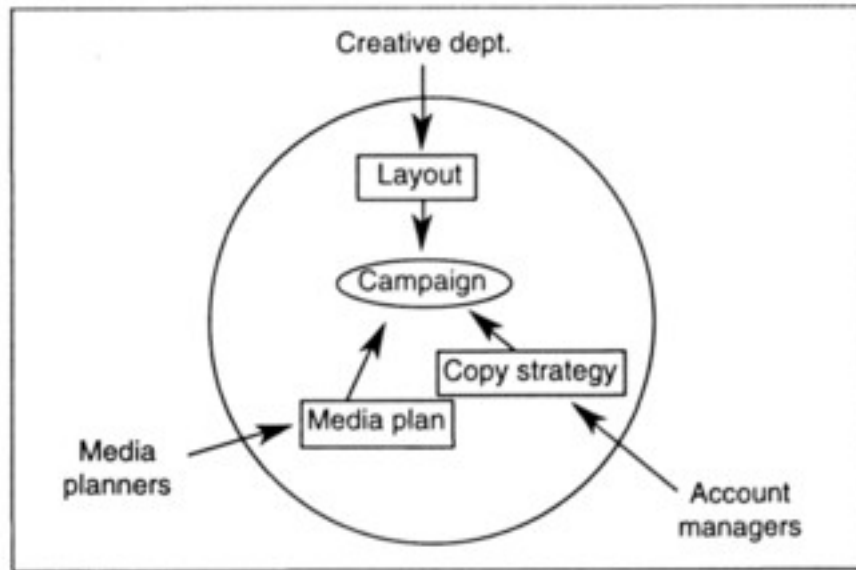 Creative dept.
Layout
Campaign
Copy strategy
Media plan
Media
planners
Account
managers